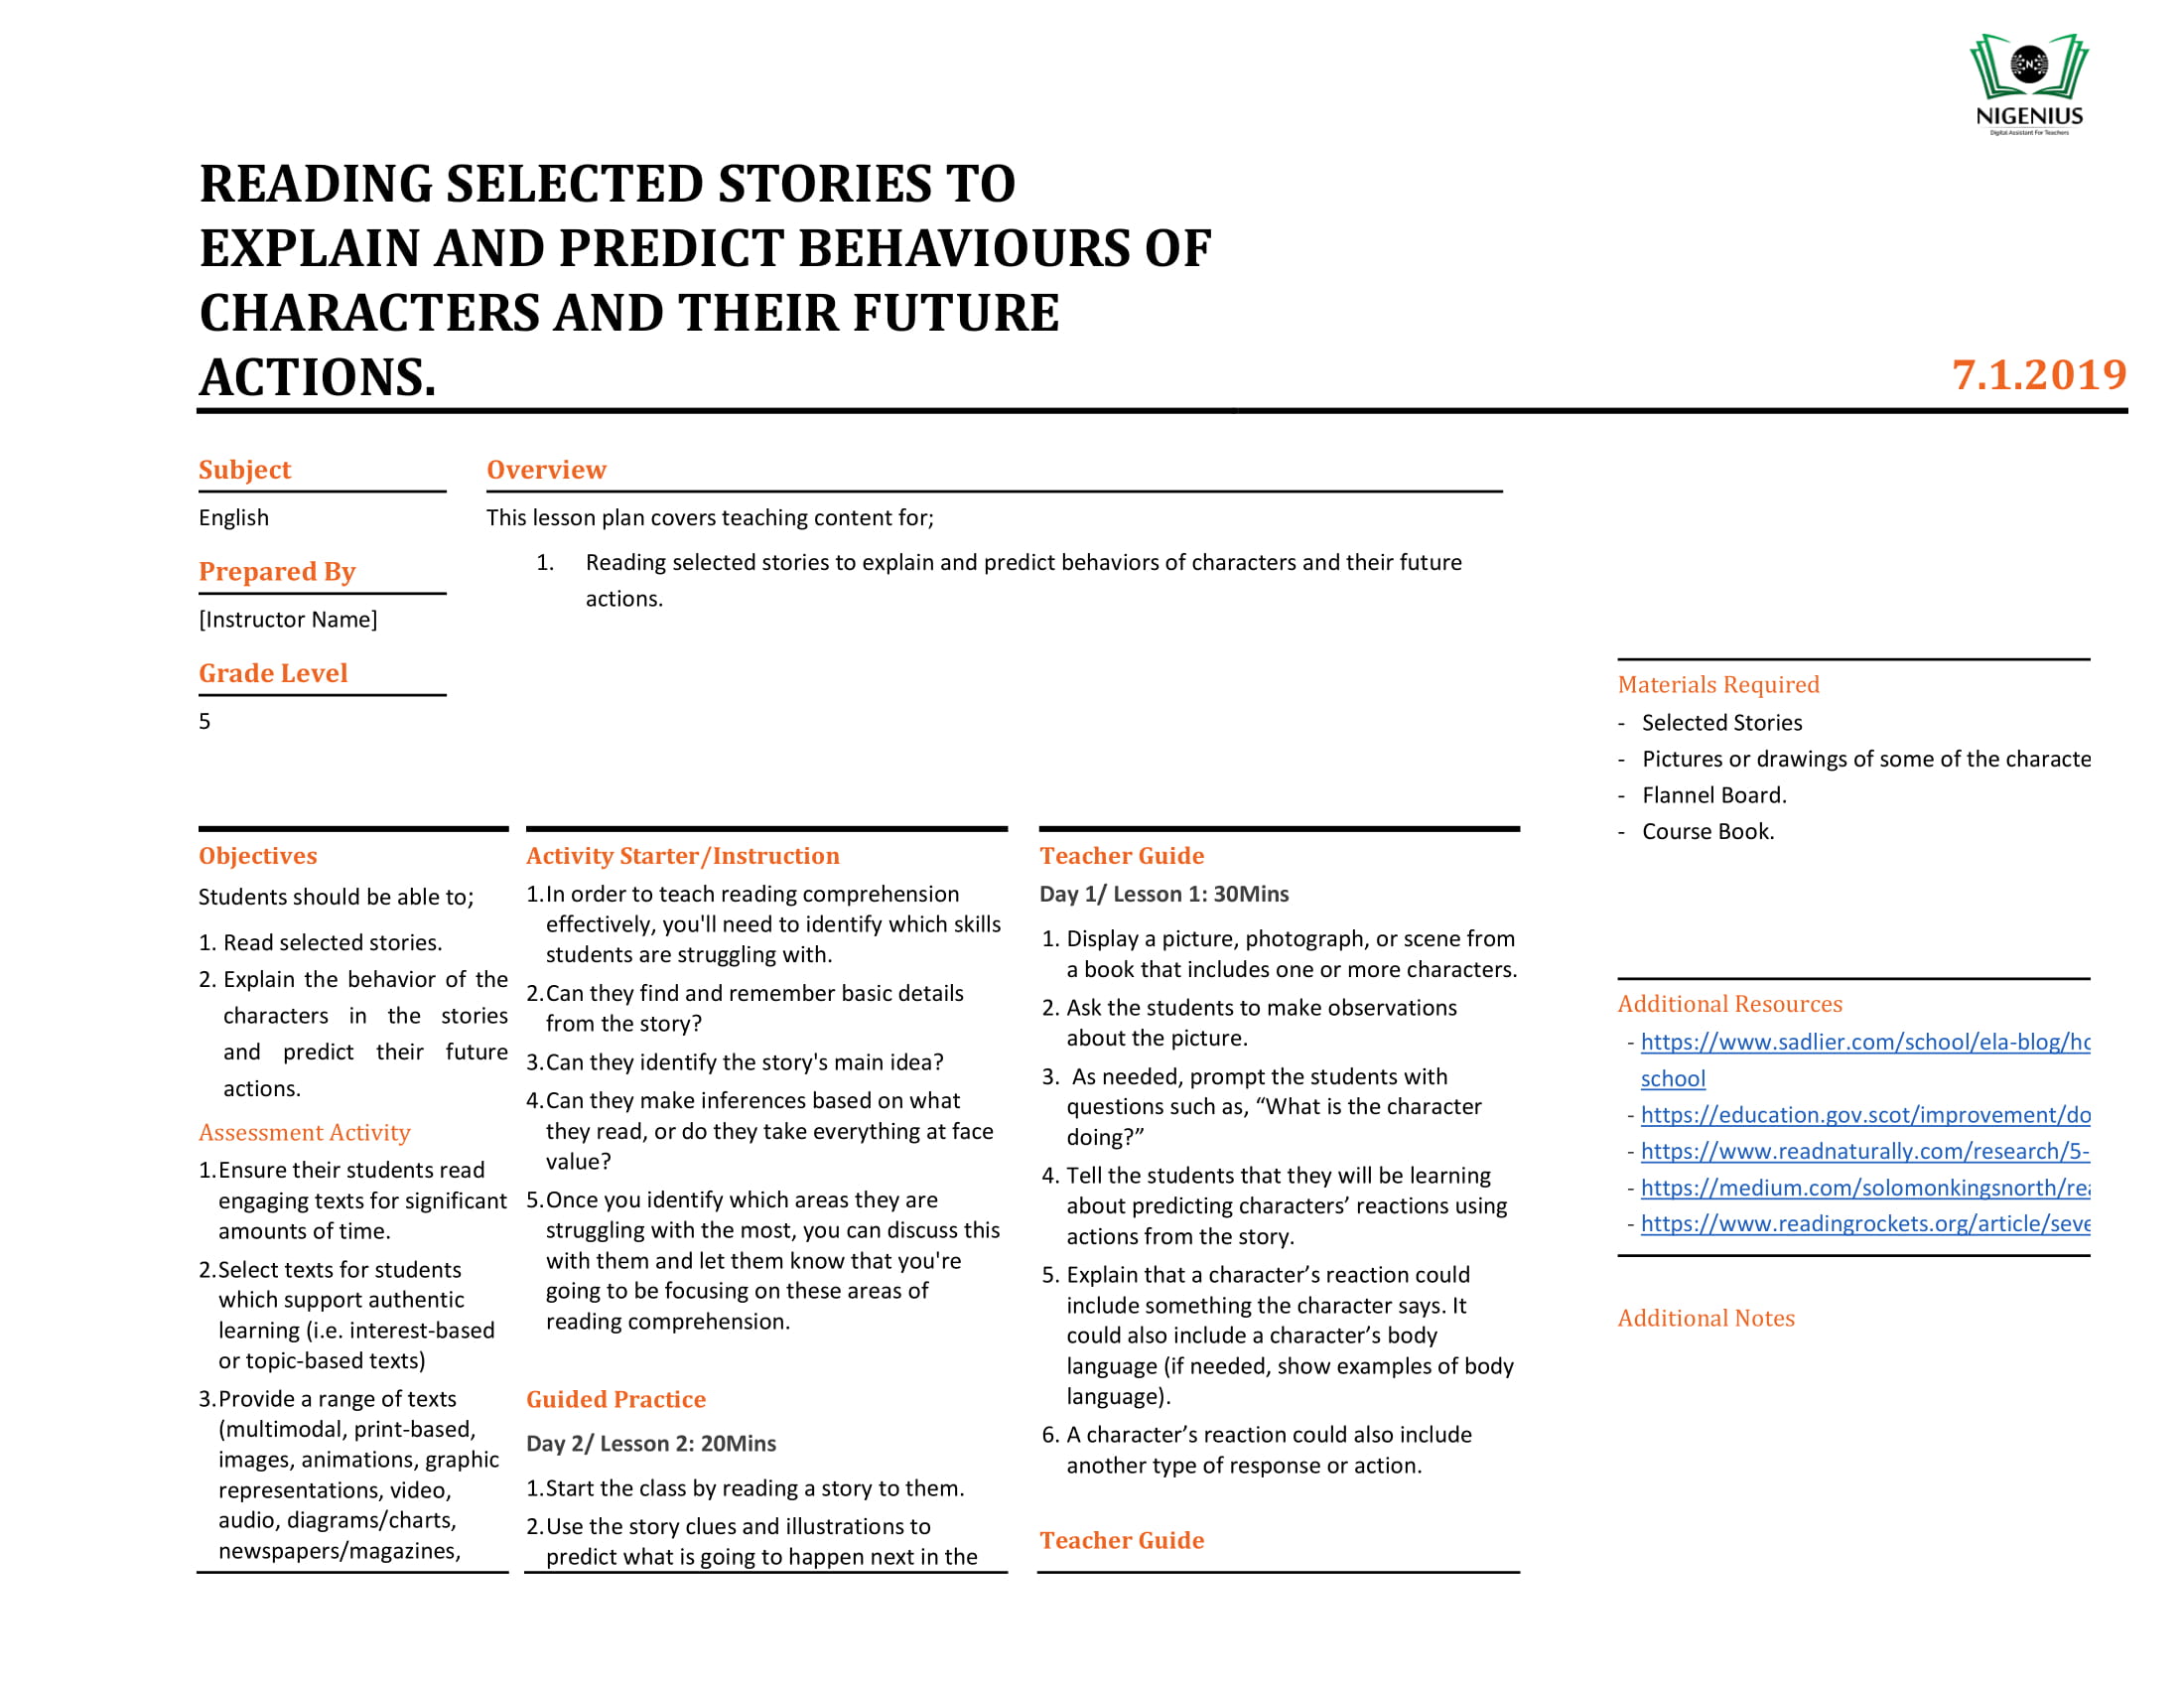 NIGENIUS
Digital Assistant For Teachers
READING SELECTED STORIES TO
EXPLAIN AND PREDICT BEHAVIOURS OF
CHARACTERS AND THEIR FUTURE
ACTIONS.
7.1.2019
Subject
English
Prepared By
[Instructor Name]
Grade Level
5
Overview
This lesson plan covers teaching content for;
1. Reading selected stories to explain and predict behaviors of characters and their future
actions.
Objectives
Students should be able to;
1. Read selected stories.
2. Explain the behavior of the
characters in the stories
and predict their future
actions.
Assessment Activity
1.Ensure their students read
engaging texts for significant
amounts of time.
2.Select texts for students
which support authentic
learning (i.e. interest-based
or topic-based texts)
3.Provide a range of texts
(multimodal, print-based,
images, animations, graphic
representations, video,
audio, diagrams/charts,
newspapers/magazines,
Activity Starter/Instruction
1.In order to teach reading comprehension
effectively, you'll need to identify which skills
students are struggling with.
2.Can they find and remember basic details
from the story?
3.Can they identify the story's main idea?
4.Can they make inferences based on what
they read, or do they take everything at face
value?
5.Once you identify which areas they are
struggling with the most, you can discuss this
with them and let them know that you're
going to be focusing on these areas of
reading comprehension.
Guided Practice
Day 2/ Lesson 2: 20Mins
1.Start the class by reading a story to them.
2.Use the story clues and illustrations to
predict what is going to happen next in the
Teacher Guide
Day 1/ Lesson 1: 30Mins
1. Display a picture, photograph, or scene from
a book that includes one or more characters.
2. Ask the students to make observations
about the picture.
3. As needed, prompt the students with
questions such as, “What is the character
doing?”
4. Tell the students that they will be learning
about predicting characters’ reactions using
actions from the story.
5. Explain that a character’s reaction could
include something the character says. It
could also include a character’s body
language (if needed, show examples of body
language).
6. A character’s reaction could also include
another type of response or action.
Teacher Guide
Materials Required
- Selected Stories
- Pictures or drawings of some of the characte
- Flannel Board.
- Course Book.
Additional Resources
- https://www.sadlier.com/school/ela-blog/ho
school
- https://education.gov.scot/improvement/do
- https://www.readnaturally.com/research/5-
- https://medium.com/solomonkingsnorth/rea
- https://www.readingrockets.org/article/seve
Additional Notes